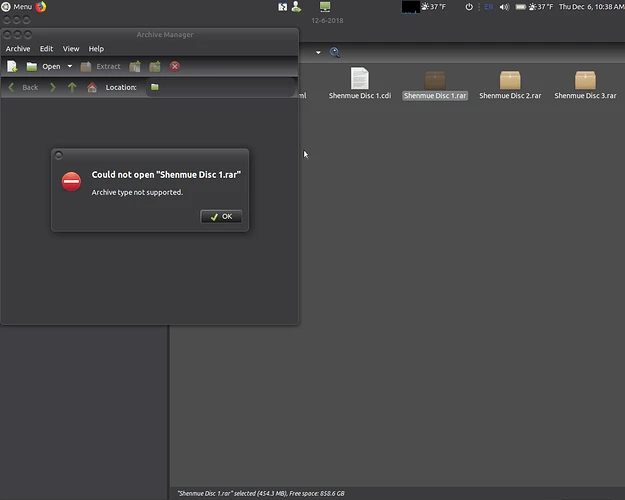 Menu 37 °F EN 37 °F Thu Dec 6, 10:38 AM
12-6-2018
Archive Manager
Archive Edit View Help
Open Extract
Back Location:
ml Shenmue Disc 1.cdi Shenmue Disc 1.rar Shenmue Disc 2.rar Shenmue Disc 3.rar
Could not open "Shenmue Disc 1.rar"
Archive type not supported.
OK
"Shenmue Disc 1.rar" selected (454.3 MB), Free space: 858.6 GB